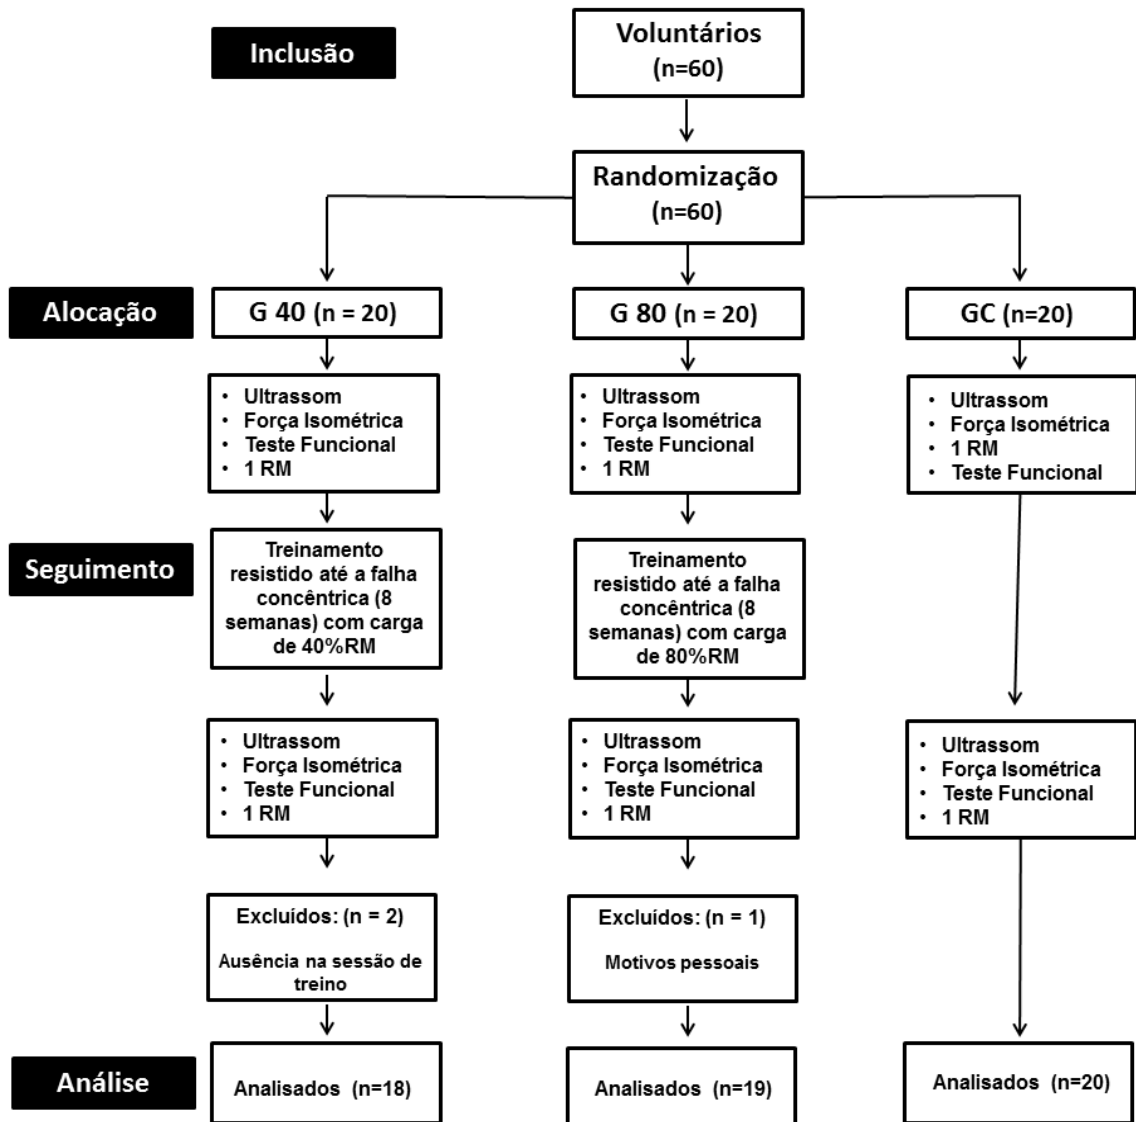 Inclusão
Voluntários
(n=60)
Randomização
(n=60)
Alocação
G 40 (n = 20)
G 80 (n = 20)
GC (n=20)
• Ultrassom
• Força Isométrica
• Teste Funcional
• 1 RM
• Ultrassom
• Força Isométrica
• Teste Funcional
• 1 RM
• Ultrassom
• Força Isométrica
• 1 RM
• Teste Funcional
Seguimento
Treinamento
resistido até a falha
concêntrica (8
semanas) com carga
de 40%RM
Treinamento
resistido até a falha
concêntrica (8
semanas) com carga
de 80%RM
• Ultrassom
• Força Isométrica
• Teste Funcional
• 1 RM
• Ultrassom
• Força Isométrica
• Teste Funcional
• 1 RM
• Ultrassom
• Força Isométrica
• Teste Funcional
• 1 RM
Excluídos: (n = 2)
Ausência na sessão de
treino
Excluídos: (n = 1)
Motivos pessoais
Análise
Analisados (n=18)
Analisados (n=19)
Analisados (n=20)